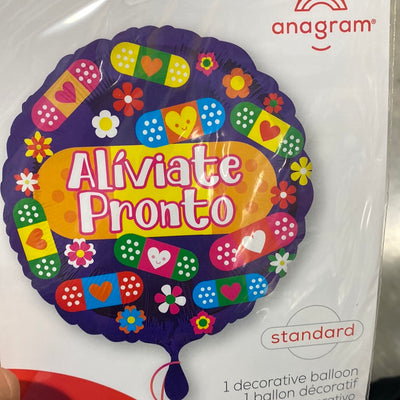 anagram®
Alíviate
Pronto
standard
1 decorative balloon
1 ballon décoratif